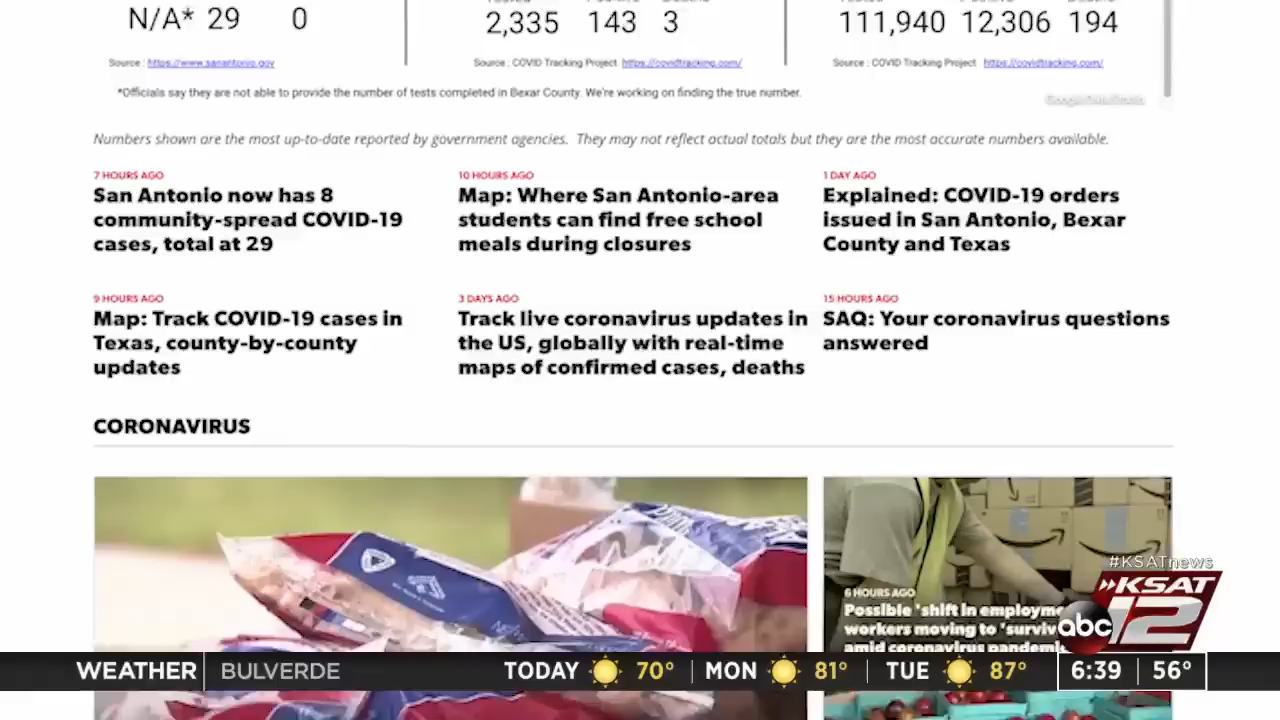 N/A* 29 0
2,335 143 3
111,940 12,306 194
Source : https://www.sanantonio.gov
Source : COVID Tracking Project https://covidtracking.com/
Source : COVID Tracking Project https://covidtracking.com/
*Officials say they are not able to provide the number of tests completed in Bexar County. We're working on finding the true number.
Numbers shown are the most up-to-date reported by government agencies. They may not reflect actual totals but they are the most accurate numbers available.
7 HOURS AGO
San Antonio now has 8
community-spread COVID-19
cases, total at 29
10 HOURS AGO
Map: Where San Antonio-area
students can find free school
meals during closures
1 DAY AGO
Explained: COVID-19 orders
issued in San Antonio, Bexar
County and Texas
9 HOURS AGO
Map: Track COVID-19 cases in
Texas, county-by-county
updates
3 DAYS AGO
Track live coronavirus updates in
the US, globally with real-time
maps of confirmed cases, deaths
15 HOURS AGO
SAQ: Your coronavirus questions
answered
CORONAVIRUS
6 HOURS AGO
Possible 'shift in employme
workers moving to 'surviv
amid coronavirus pandemi
#KSATnews
KSAT
abc 12
WEATHER BULVERDE TODAY 70° MON 81° TUE 87° 6:39 56°